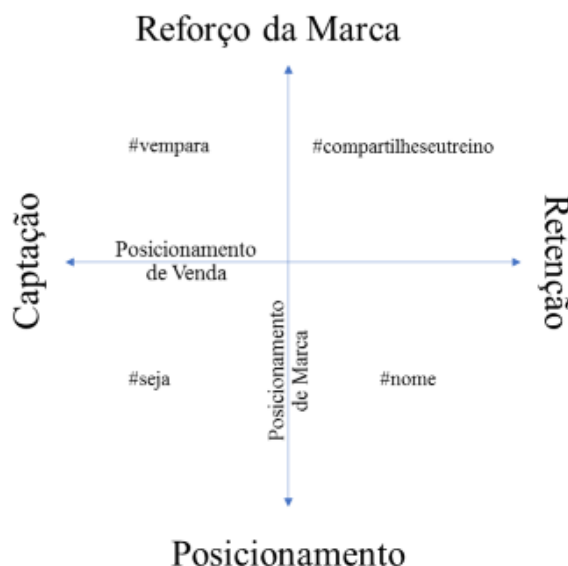 Reforço da Marca
#vempara
#compartilheseutreino
Captação
Retenção
Posicionamento
de Venda
Posicionamento
de Marca
#seja
#nome
Posicionamento